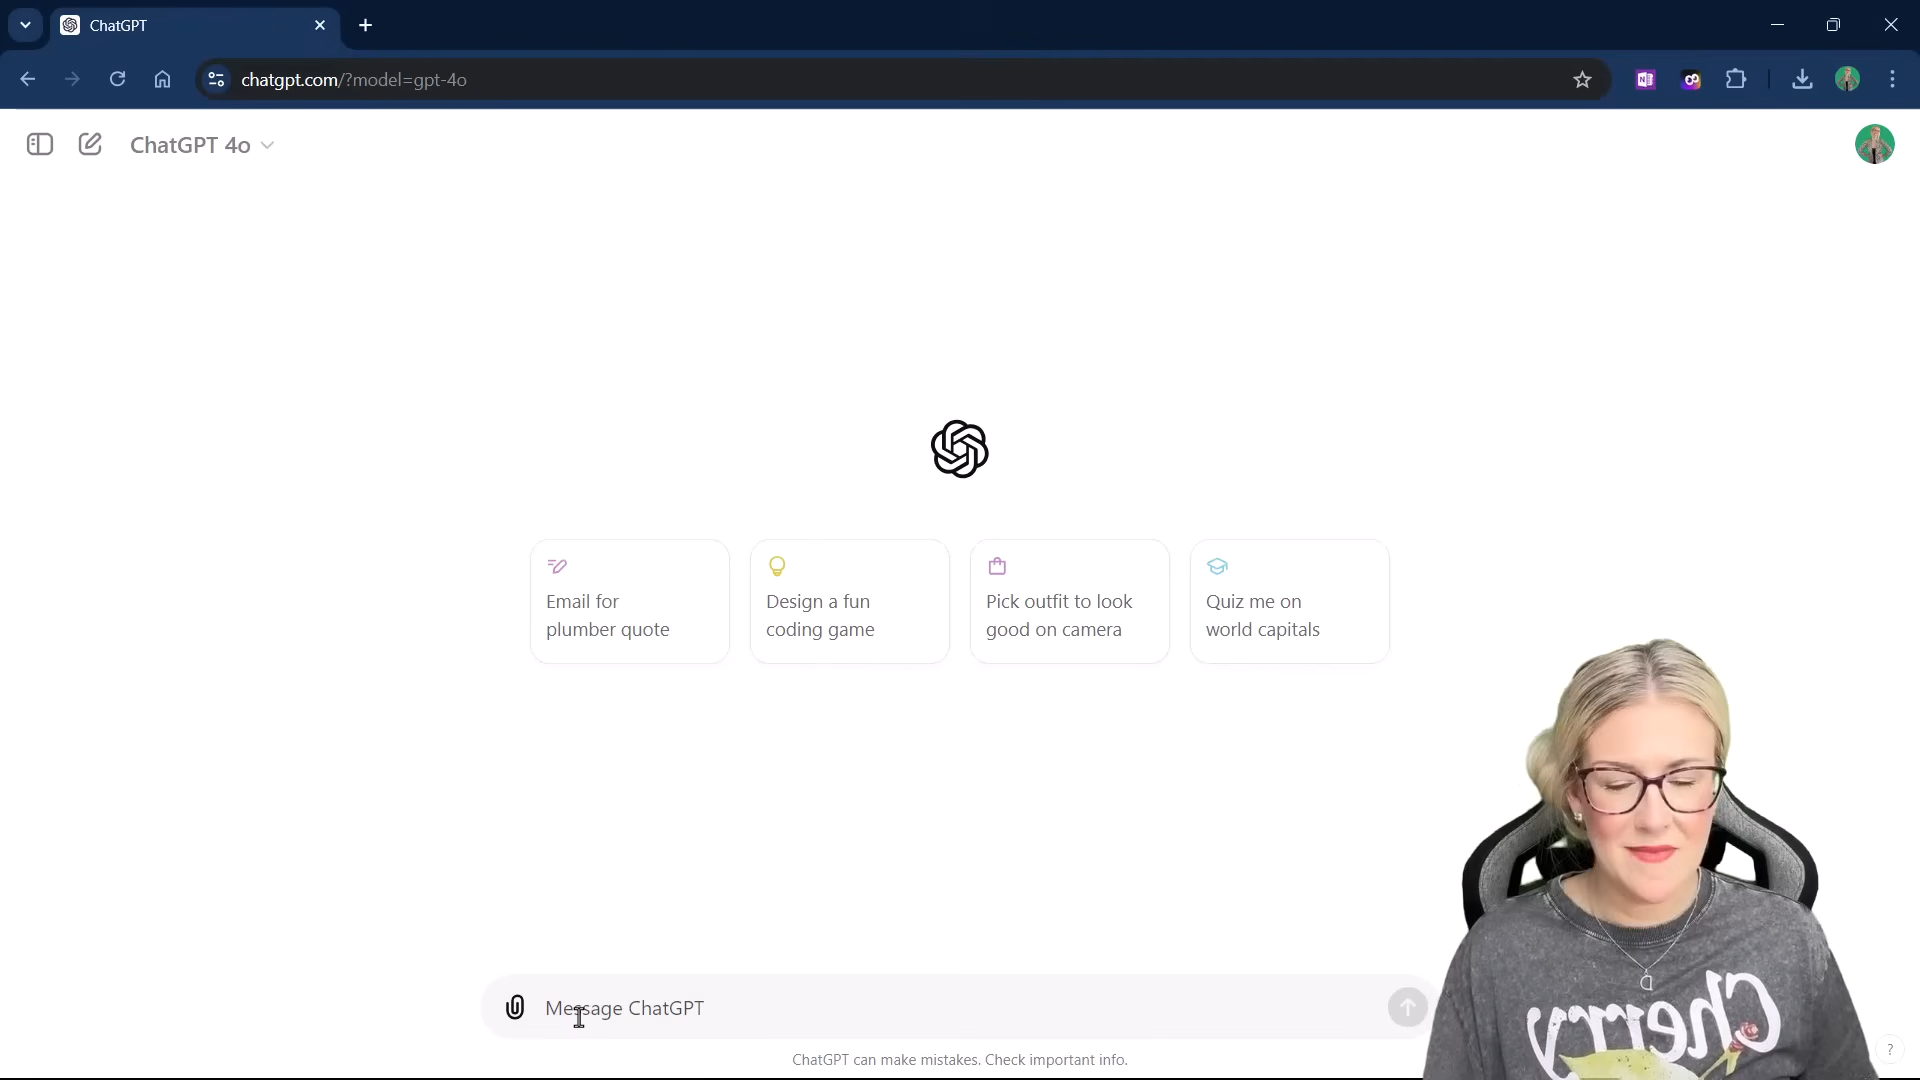 ChatGPT
chatgpt.com/?model=gpt-4o
ChatGPT 4o
Email for
plumber quote
Design a fun
coding game
Pick outfit to look
good on camera
Quiz me on
world capitals
Message ChatGPT
ChatGPT can make mistakes. Check important info.
?
Cherry
D
N